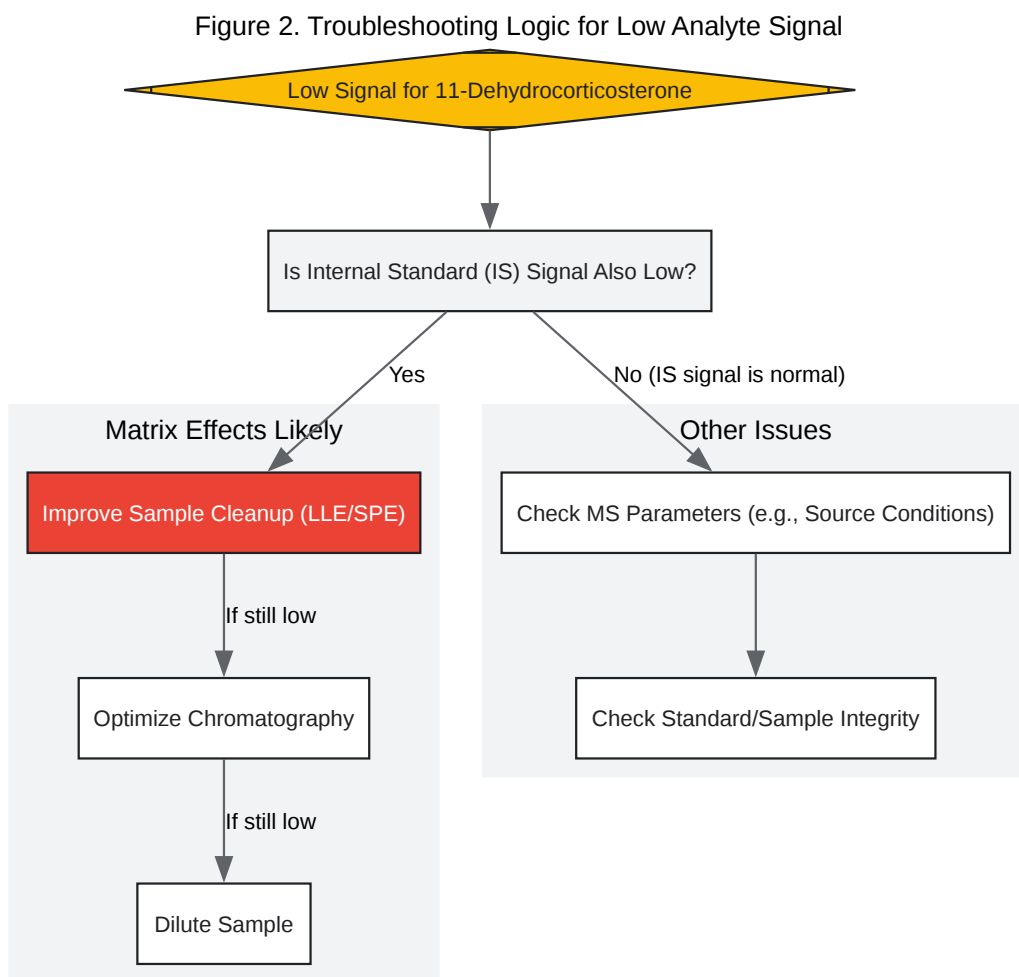 Figure 2. Troubleshooting Logic for Low Analyte Signal
Low Signal for 11-Dehydrocorticosterone
Is Internal Standard (IS) Signal Also Low?
Yes
No (IS signal is normal)
Matrix Effects Likely
Other Issues
Improve Sample Cleanup (LLE/SPE)
Check MS Parameters (e.g., Source Conditions)
If still low
Optimize Chromatography
Check Standard/Sample Integrity
If still low
Dilute Sample